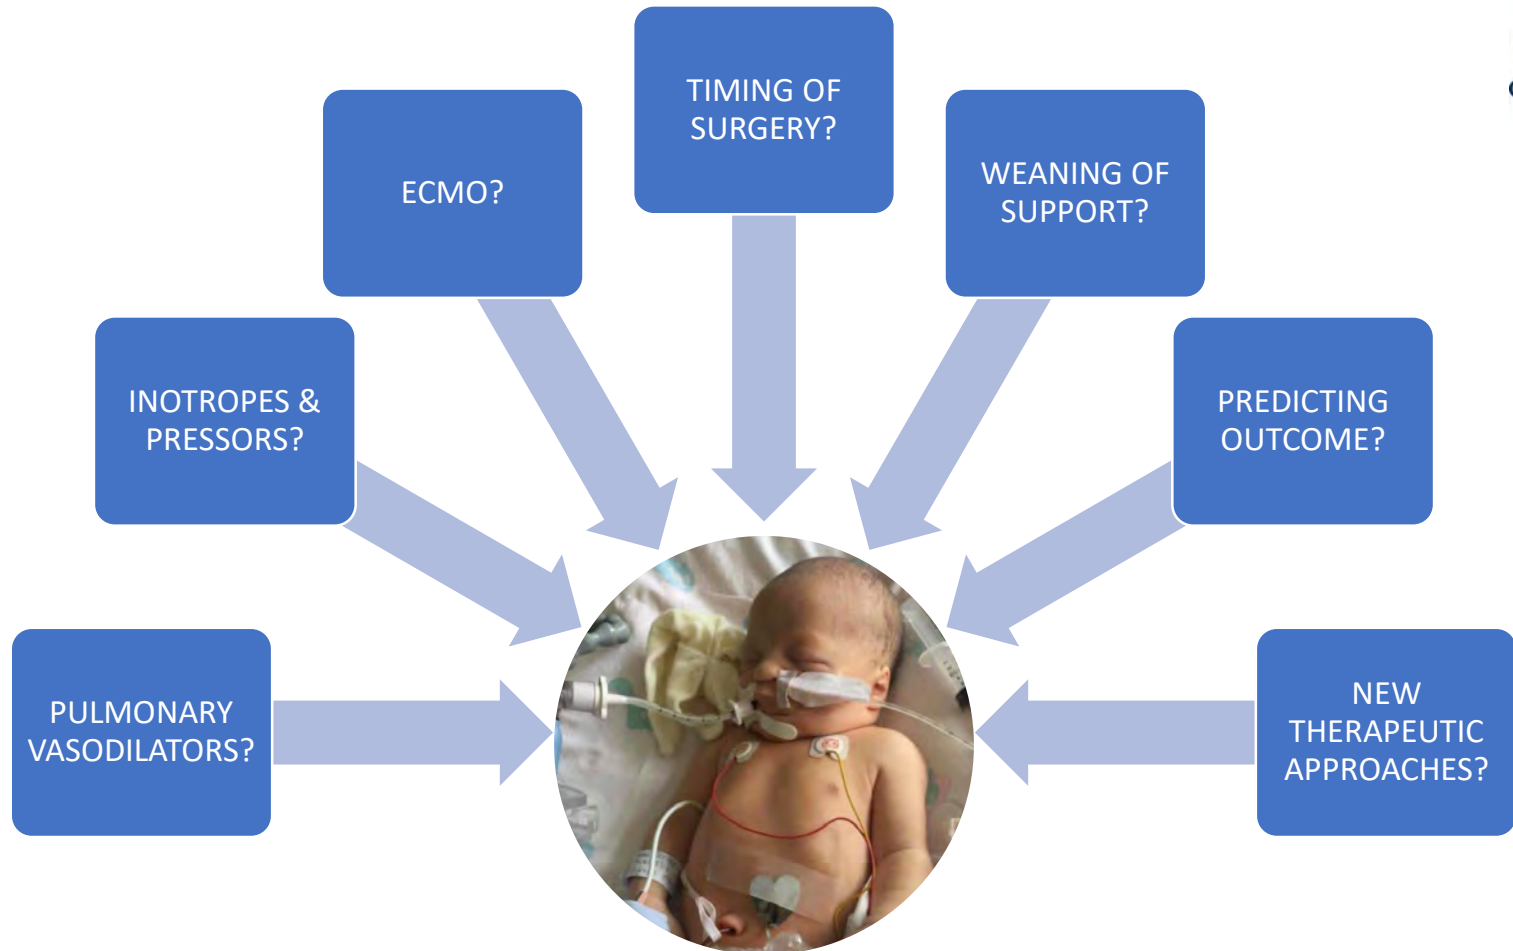 TIMING OF
SURGERY?
ECMO?
WEANING OF
SUPPORT?
INOTROPES &
PRESSORS?
PREDICTING
OUTCOME?
PULMONARY
VASODILATORS?
NEW
THERAPEUTIC
APPROACHES?